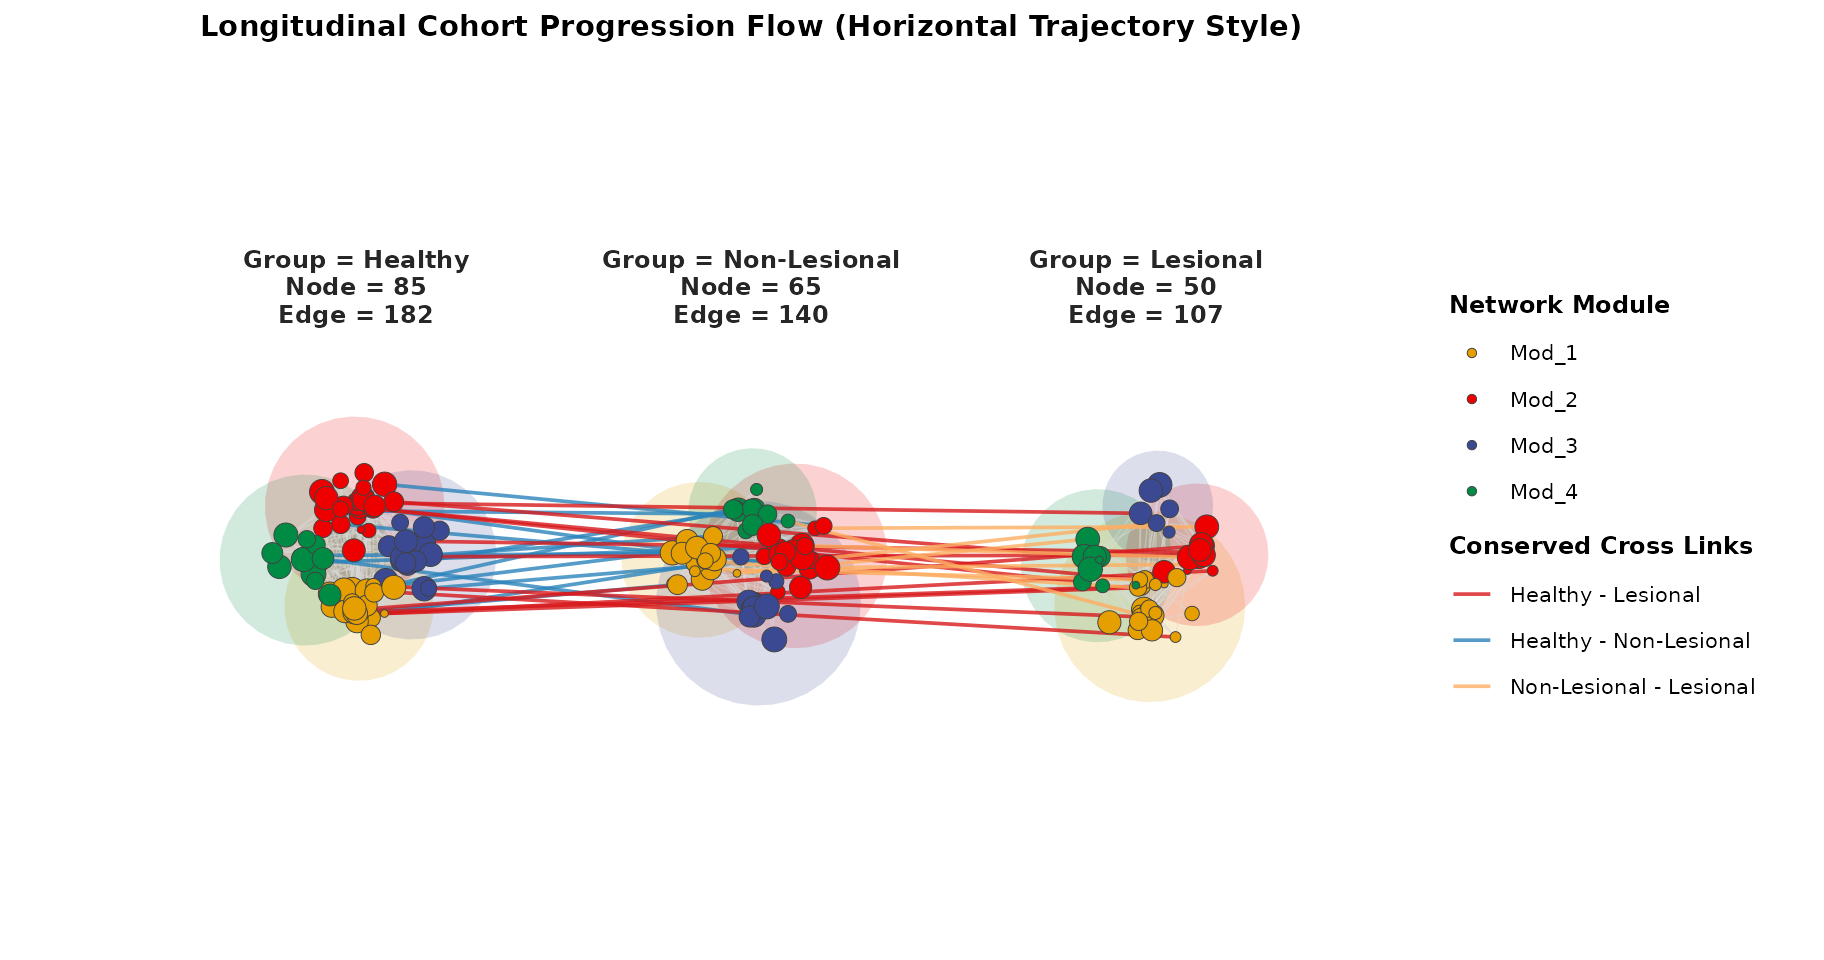 Longitudinal Cohort Progression Flow (Horizontal Trajectory Style)
Group = Healthy
Node = 85
Edge = 182
Group = Non-Lesional
Node = 65
Edge = 140
Group = Lesional
Node = 50
Edge = 107
Network Module
Mod_1
Mod_2
Mod_3
Mod_4
Conserved Cross Links
Healthy - Lesional
Healthy - Non-Lesional
Non-Lesional - Lesional